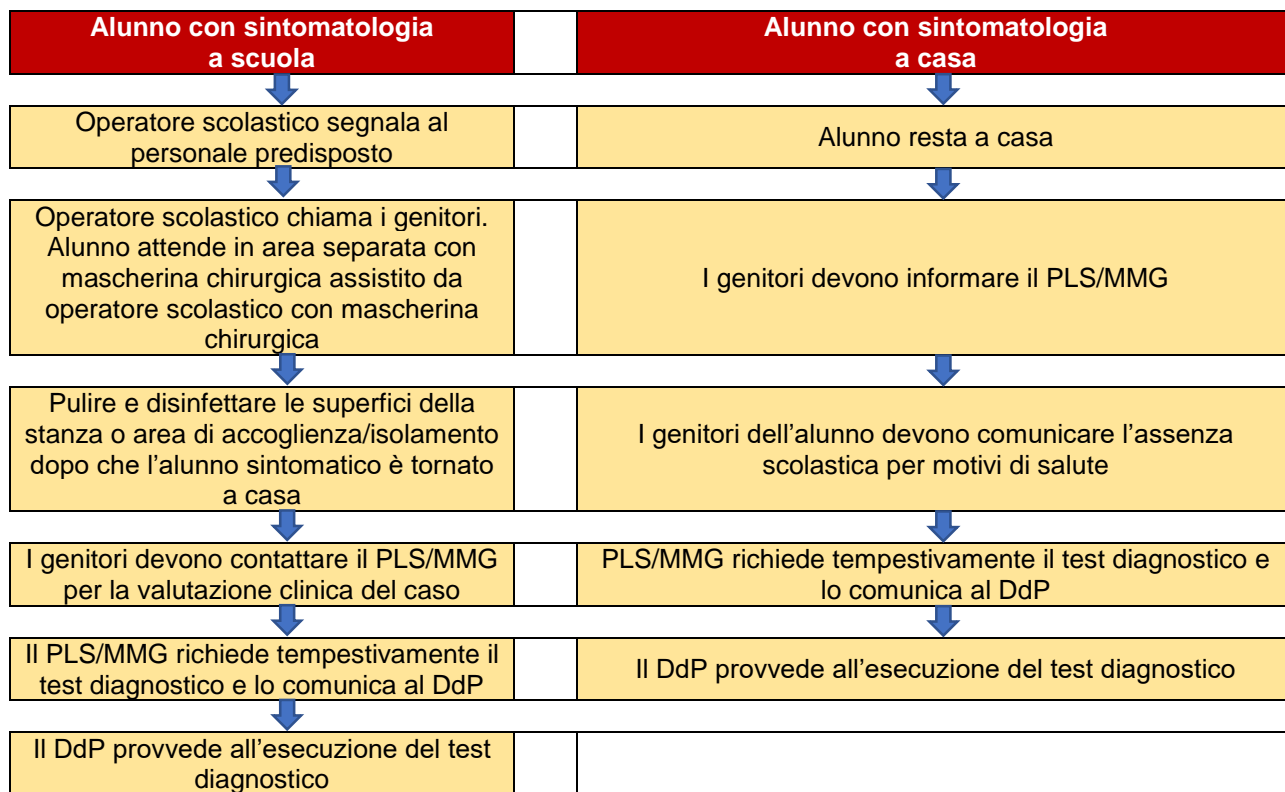 Alunno con sintomatologia
a scuola
Alunno con sintomatologia
a casa
Operatore scolastico segnala al
personale predisposto
Alunno resta a casa
Operatore scolastico chiama i genitori.
Alunno attende in area separata con
mascherina chirurgica assistito da
operatore scolastico con mascherina
chirurgica
I genitori devono informare il PLS/MMG
Pulire e disinfettare le superfici della
stanza o area di accoglienza/isolamento
dopo che l’alunno sintomatico è tornato
a casa
I genitori dell’alunno devono comunicare l’assenza
scolastica per motivi di salute
I genitori devono contattare il PLS/MMG
per la valutazione clinica del caso
PLS/MMG richiede tempestivamente il test diagnostico e
lo comunica al DdP
Il PLS/MMG richiede tempestivamente il
test diagnostico e lo comunica al DdP
Il DdP provvede all’esecuzione del test diagnostico
Il DdP provvede all’esecuzione del test
diagnostico